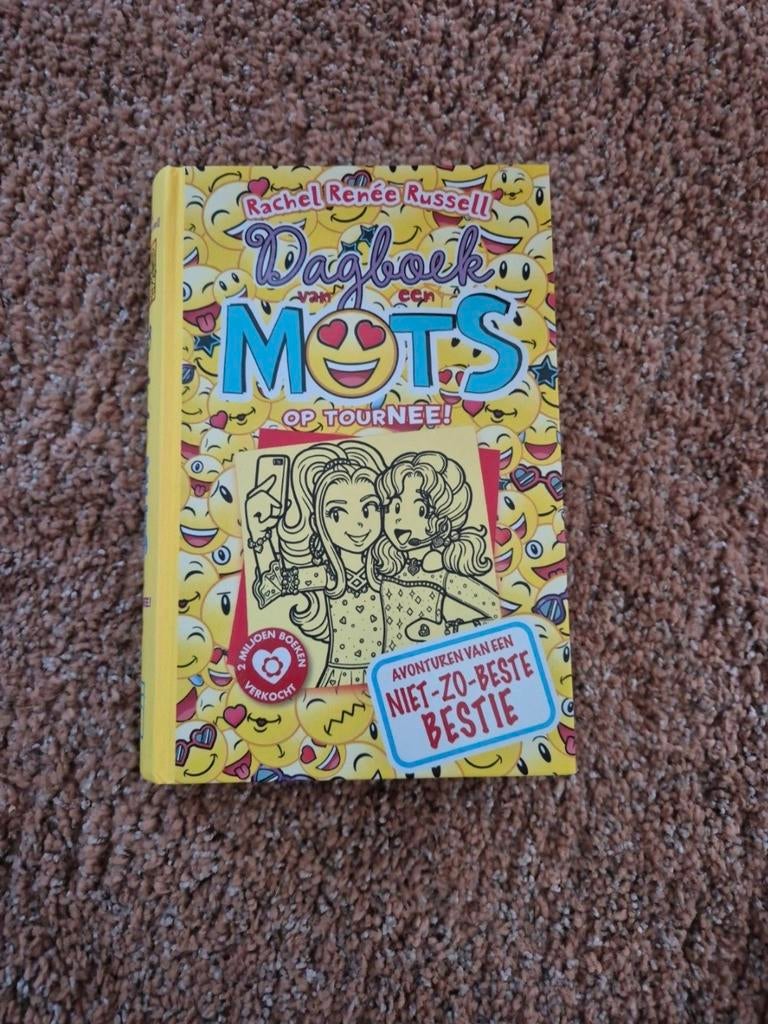 Rachel Renée Russell
Dagboek
van een
MOTS
OP TOURNEE!
2 MILJOEN BOEKEN
VERKOCHT
AVONTUREN VAN EEN
NIET-ZO-BESTE
BESTIE